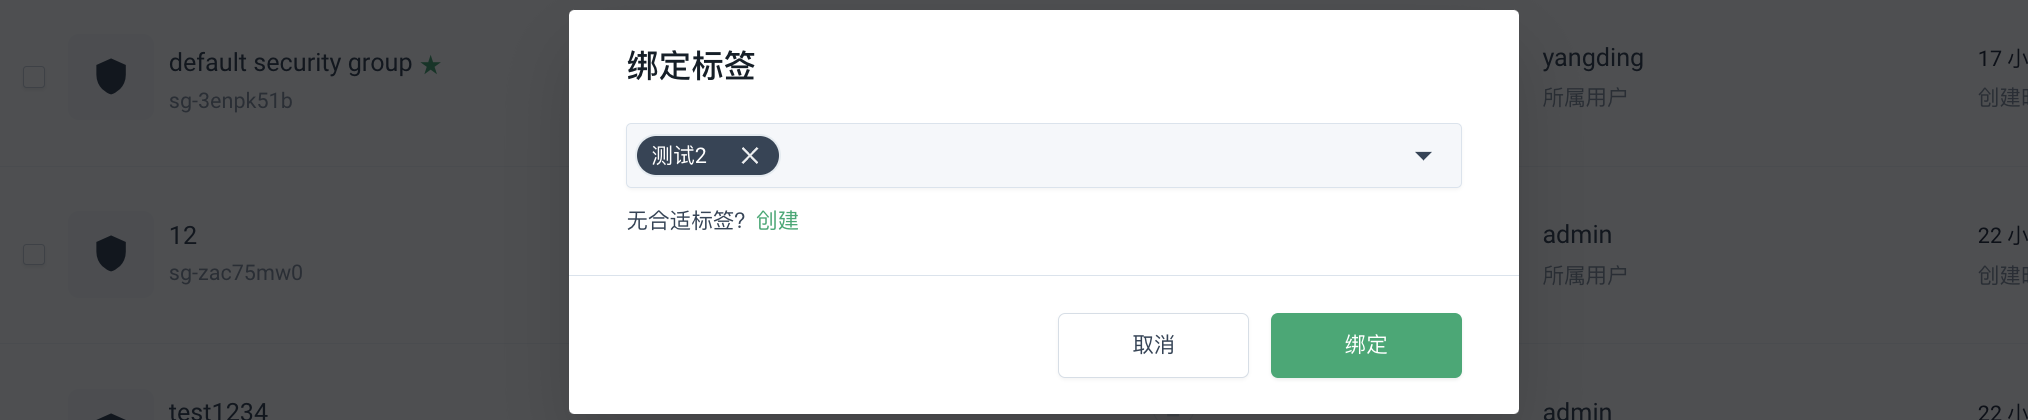 default security group
sg-3enpk51b
12
sg-zac75mw0
test1234
绑定标签
测试2
无合适标签? 创建
取消
绑定
yangding
所属用户
admin
所属用户
admin
17 小
创建
22 小
创建
22 小